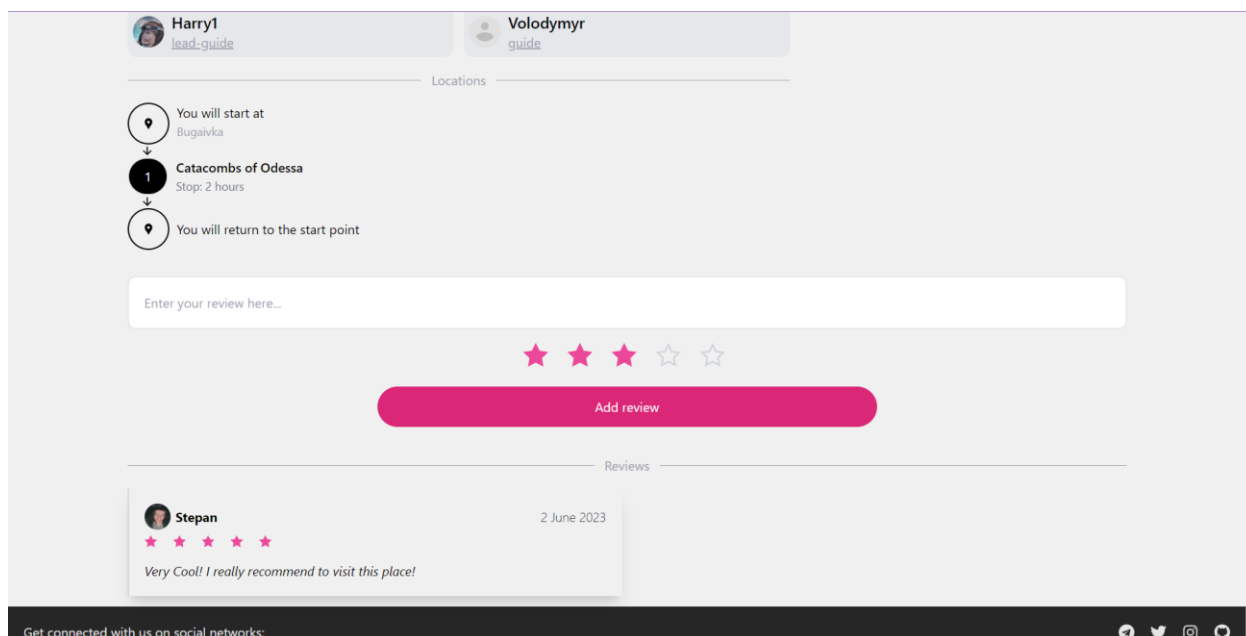 Harry1
lead-guide
Volodymyr
guide
Locations
You will start at
Bugaivka
1
Catacombs of Odessa
Stop: 2 hours
You will return to the start point
Enter your review here...
Add review
Reviews
Stepan
2 June 2023
Very Cool! I really recommend to visit this place!
Get connected with us on social networks: